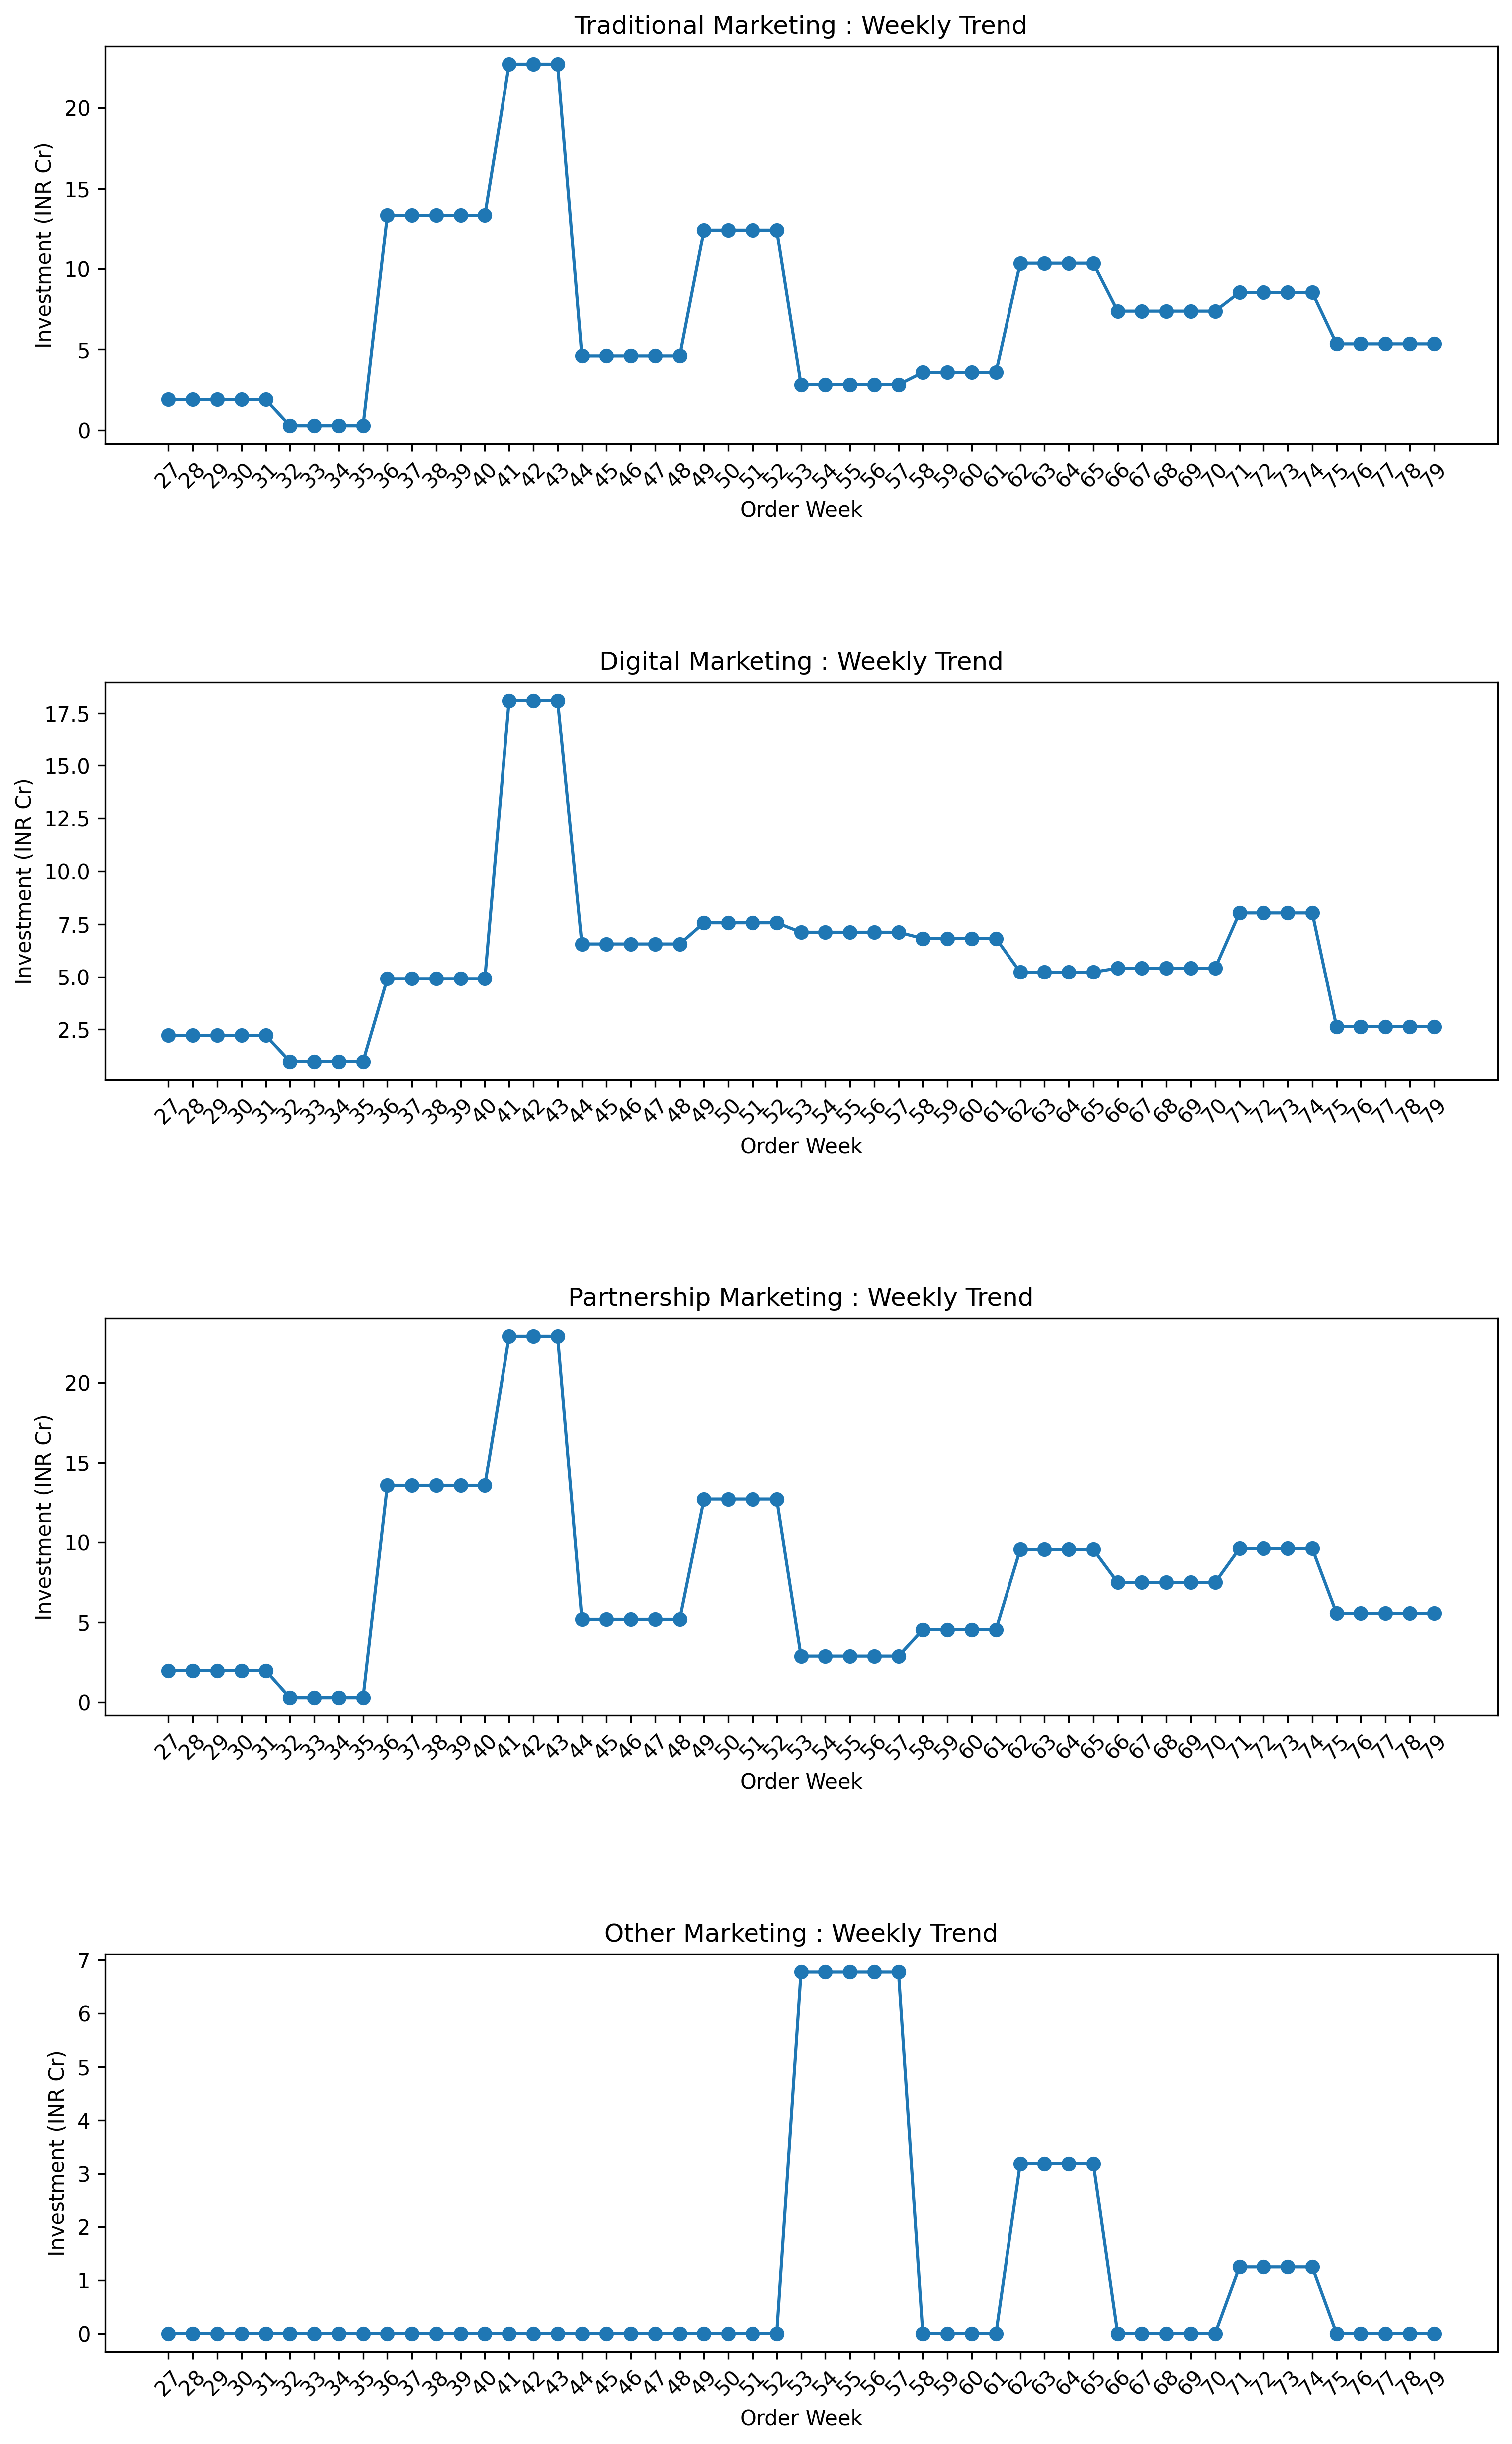 Traditional Marketing : Weekly Trend
Investment (INR Cr)
20
15
10
5
0
27 28 29 30 31 32 33 34 35 36 37 38 39 40 41 42 43 44 45 46 47 48 49 50 51 52 53 54 55 56 57 58 59 60 61 62 63 64 65 66 67 68 69 70 71 72 73 74 75 76 77 78 79
Order Week
Digital Marketing : Weekly Trend
Investment (INR Cr)
17.5
15.0
12.5
10.0
7.5
5.0
2.5
27 28 29 30 31 32 33 34 35 36 37 38 39 40 41 42 43 44 45 46 47 48 49 50 51 52 53 54 55 56 57 58 59 60 61 62 63 64 65 66 67 68 69 70 71 72 73 74 75 76 77 78 79
Order Week
Partnership Marketing : Weekly Trend
Investment (INR Cr)
20
15
10
5
0
27 28 29 30 31 32 33 34 35 36 37 38 39 40 41 42 43 44 45 46 47 48 49 50 51 52 53 54 55 56 57 58 59 60 61 62 63 64 65 66 67 68 69 70 71 72 73 74 75 76 77 78 79
Order Week
Other Marketing : Weekly Trend
Investment (INR Cr)
7
6
5
4
3
2
1
0
27 28 29 30 31 32 33 34 35 36 37 38 39 40 41 42 43 44 45 46 47 48 49 50 51 52 53 54 55 56 57 58 59 60 61 62 63 64 65 66 67 68 69 70 71 72 73 74 75 76 77 78 79
Order Week